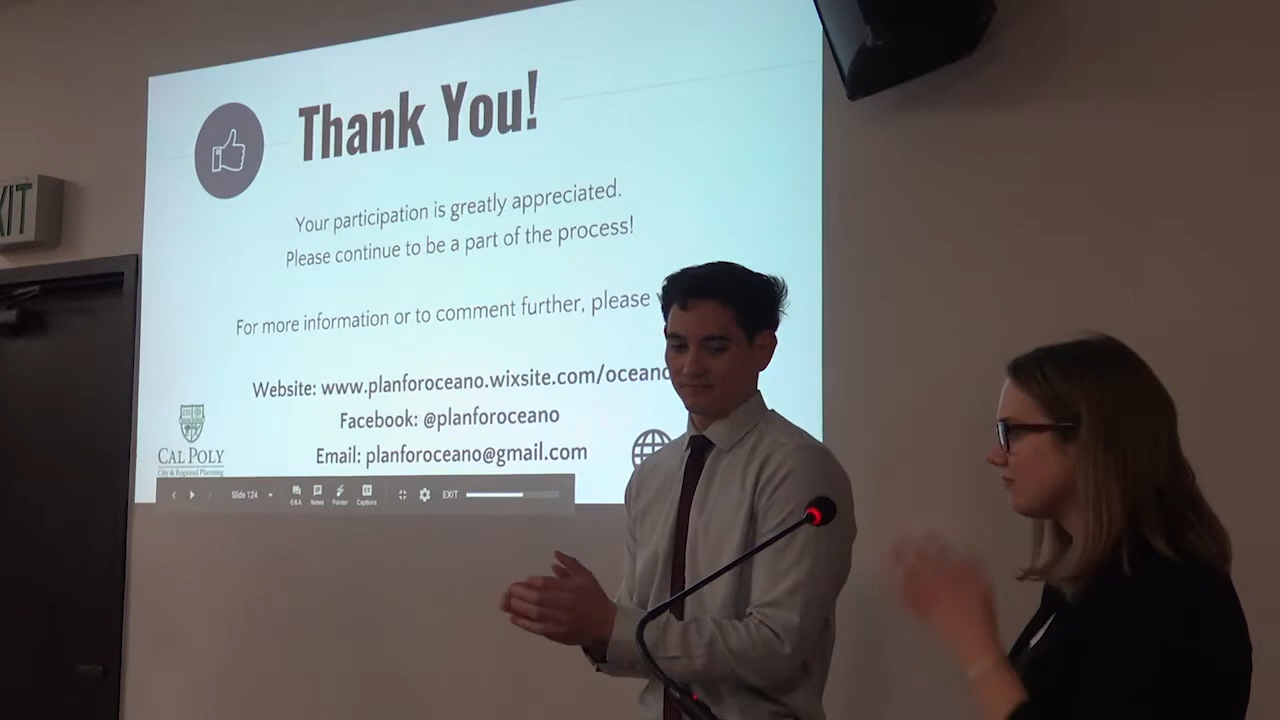 Thank You!
Your participation is greatly appreciated.
Please continue to be a part of the process!
For more information or to comment further, please
Website: www.planforoceano.wixsite.com/oceano
Facebook: @planforoceano
Email: planforoceano@gmail.com
CAL POLY
City & Regional Planning
Slide 124
Q&A
Notes
Pointer
Captions
EXIT
XIT